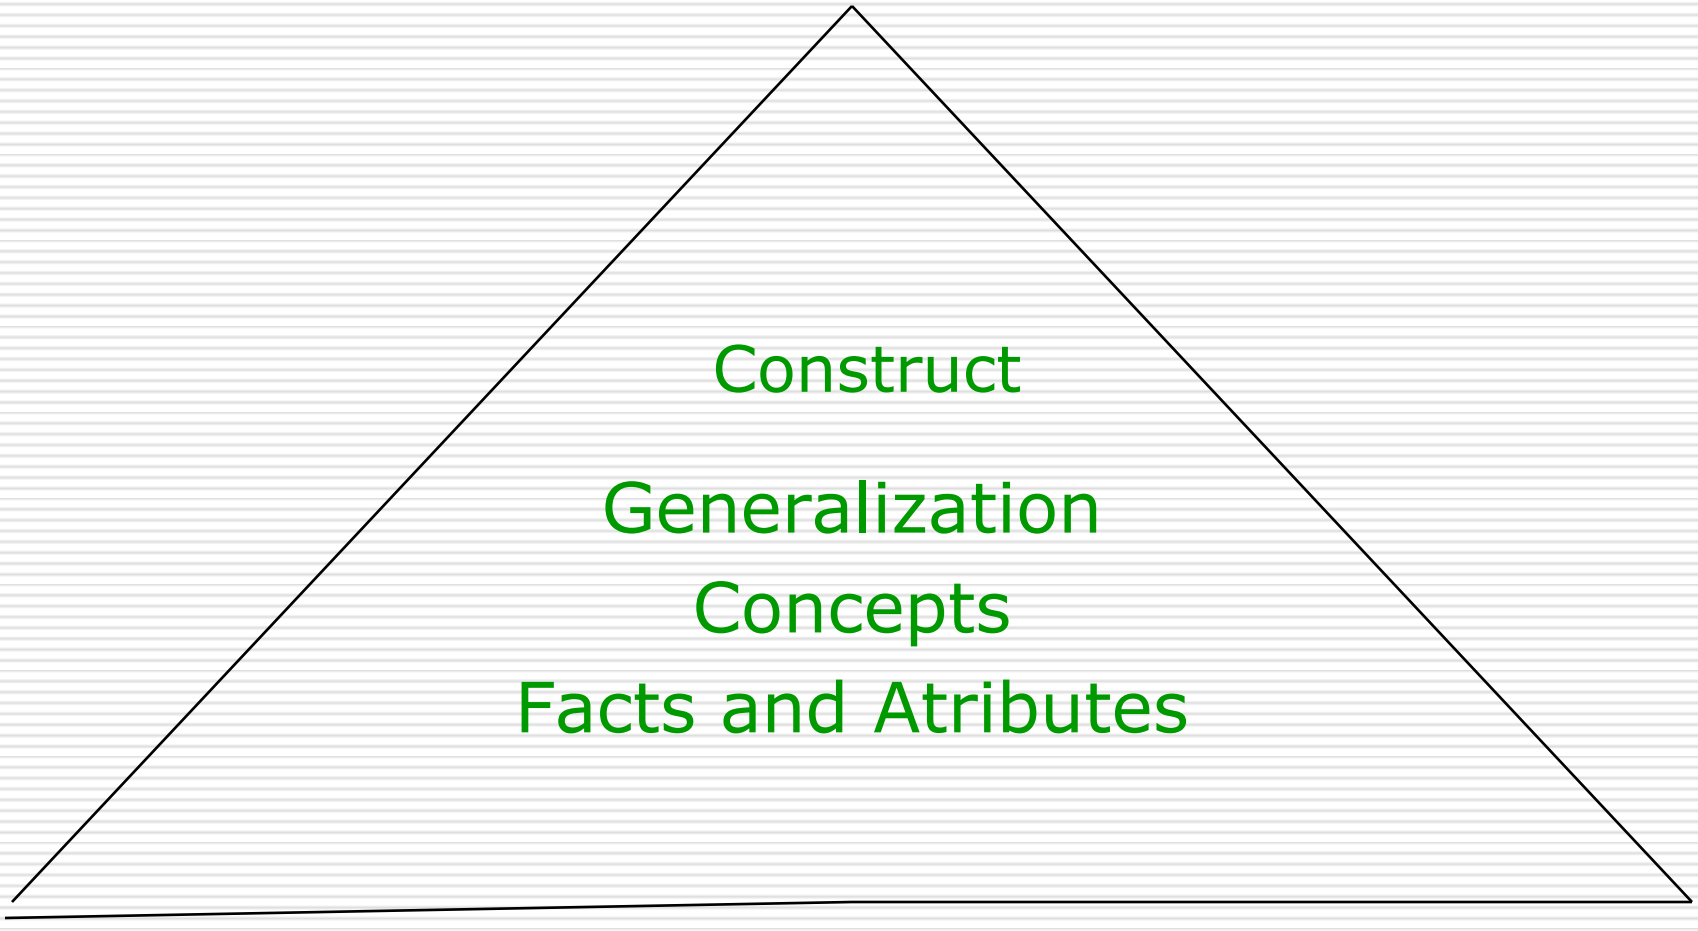 Construct
Generalization
Concepts
Facts and Atributes